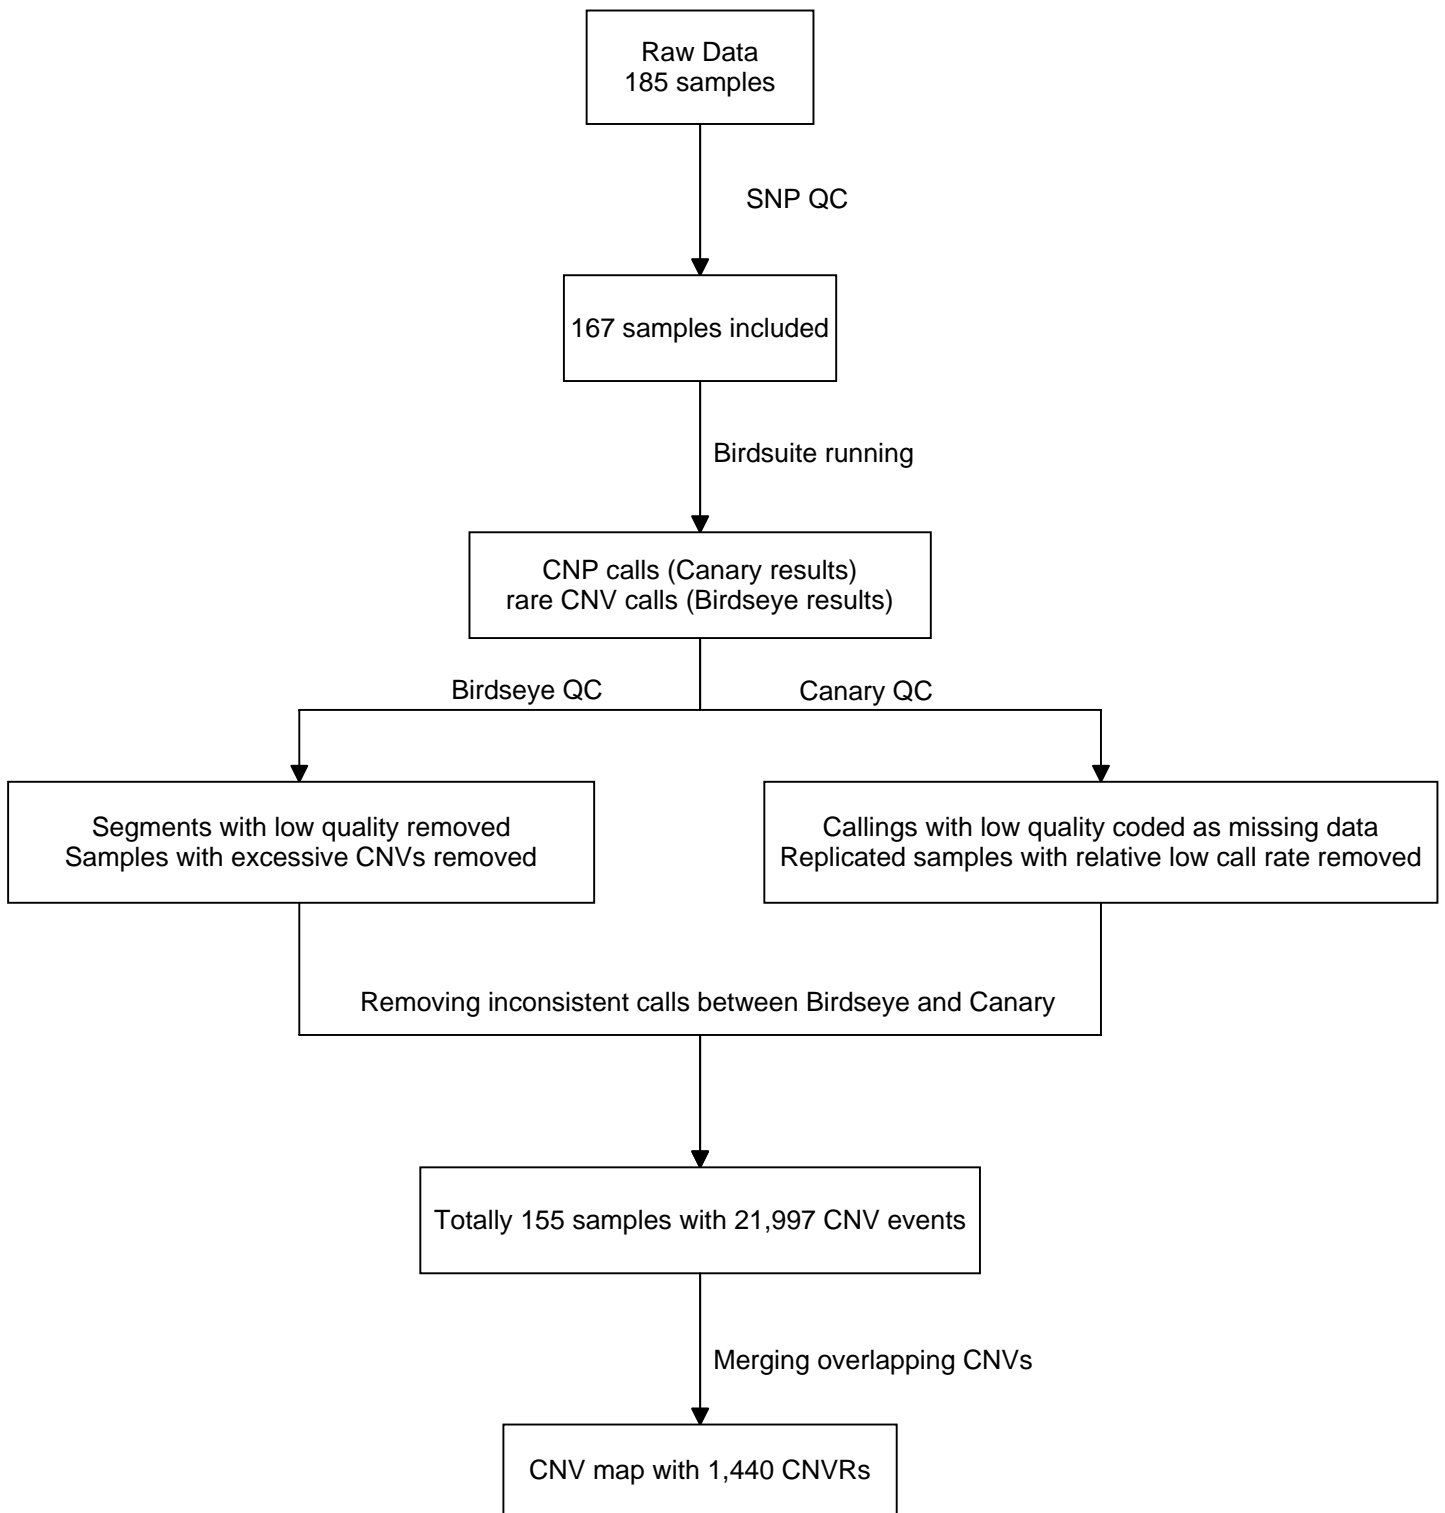 Raw Data
185 samples
SNP QC
167 samples included
Birdsuite running
CNP calls (Canary results)
rare CNV calls (Birdseye results)
Birdseye QC
Canary QC
Segments with low quality removed
Samples with excessive CNVs removed
Callings with low quality coded as missing data
Replicated samples with relative low call rate removed
Removing inconsistent calls between Birdseye and Canary
Totally 155 samples with 21,997 CNV events
Merging overlapping CNVs
CNV map with 1,440 CNVRs